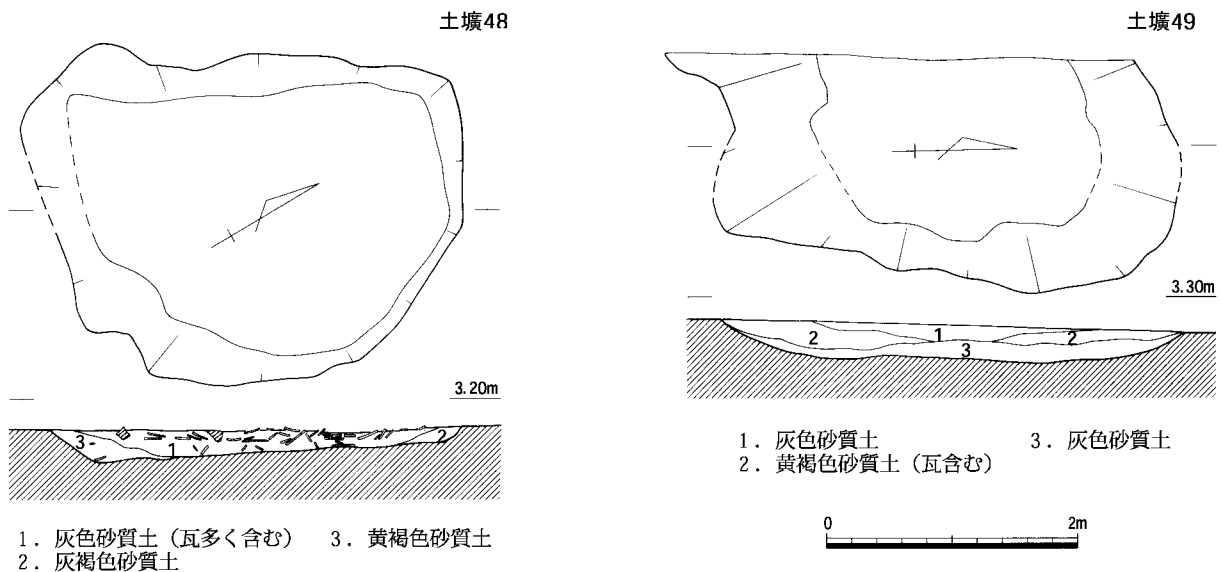 土壙48
3.20m
3
1
2
1. 灰色砂質土（瓦多く含む） 3. 黄褐色砂質土
2. 灰褐色砂質土
土壙49
3.30m
2
1
2
3
1. 灰色砂質土 3. 灰色砂質土
2. 黄褐色砂質土（瓦含む）
0 2m